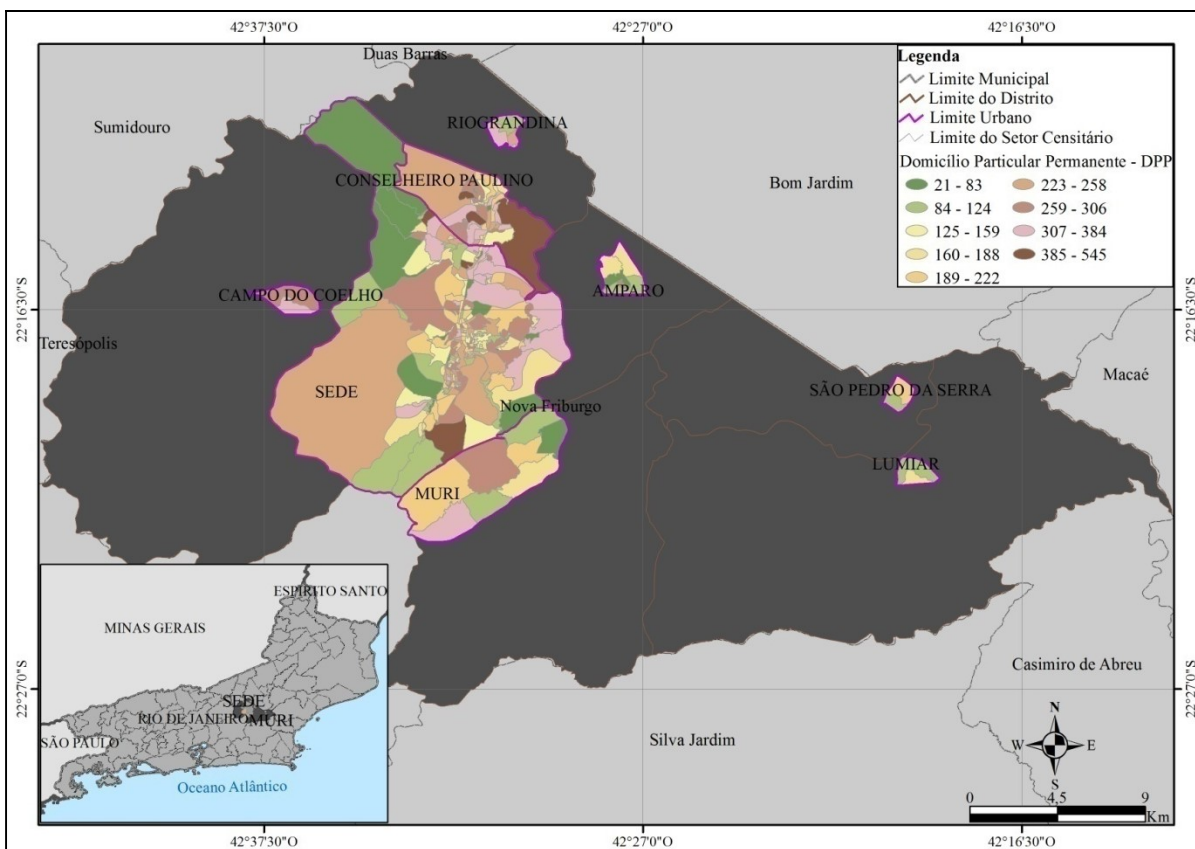 42°37'30"O
42°27'0"O
42°16'30"O
Duas Barras
Sumidouro
RIOGRANDINA
CONSELHEIRO PAULINO
Bom Jardim
Legenda
Limite Municipal
Limite do Distrito
Limite Urbano
Limite do Setor Censitário
Domicílio Particular Permanente - DPP
21 - 83
84 - 124
125 - 159
160 - 188
189 - 222
223 - 258
259 - 306
307 - 384
385 - 545
CAMPO DO COELHO
AMPARO
22°16'30"S
22°16'30"S
Teresópolis
SEDE
Nova Friburgo
SÃO PEDRO DA SERRA
Macaé
LUMIAR
MURI
ESPÍRITO SANTO
MINAS GERAIS
SEDE
RIO DE JANEIRO
MURI
SÃO PAULO
Oceano Atlântico
Casimiro de Abreu
22°27'0"S
22°27'0"S
Silva Jardim
N
W
E
S
0
4,5
9
Km
42°37'30"O
42°27'0"O
42°16'30"O